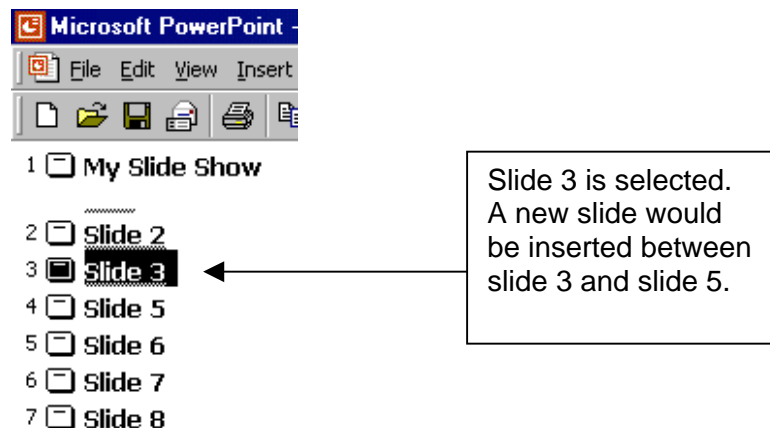 Microsoft PowerPoint -
File Edit View Insert
1 My Slide Show
2 Slide 2
3 Slide 3
4 Slide 5
5 Slide 6
6 Slide 7
7 Slide 8
Slide 3 is selected.
A new slide would
be inserted between
slide 3 and slide 5.